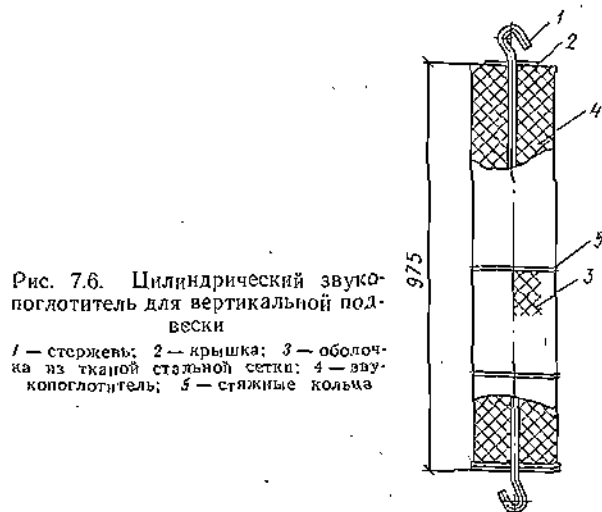 1
2
4
5
3
975
Рис. 7.6. Цилиндрический звуко-
поглотитель для вертикальной под-
вески
1 — стержень; 2 — крышка; 3 — оболоч-
ка из тканой стальной сетки; 4 — зву-
копоглотитель; 5 — стяжные кольца